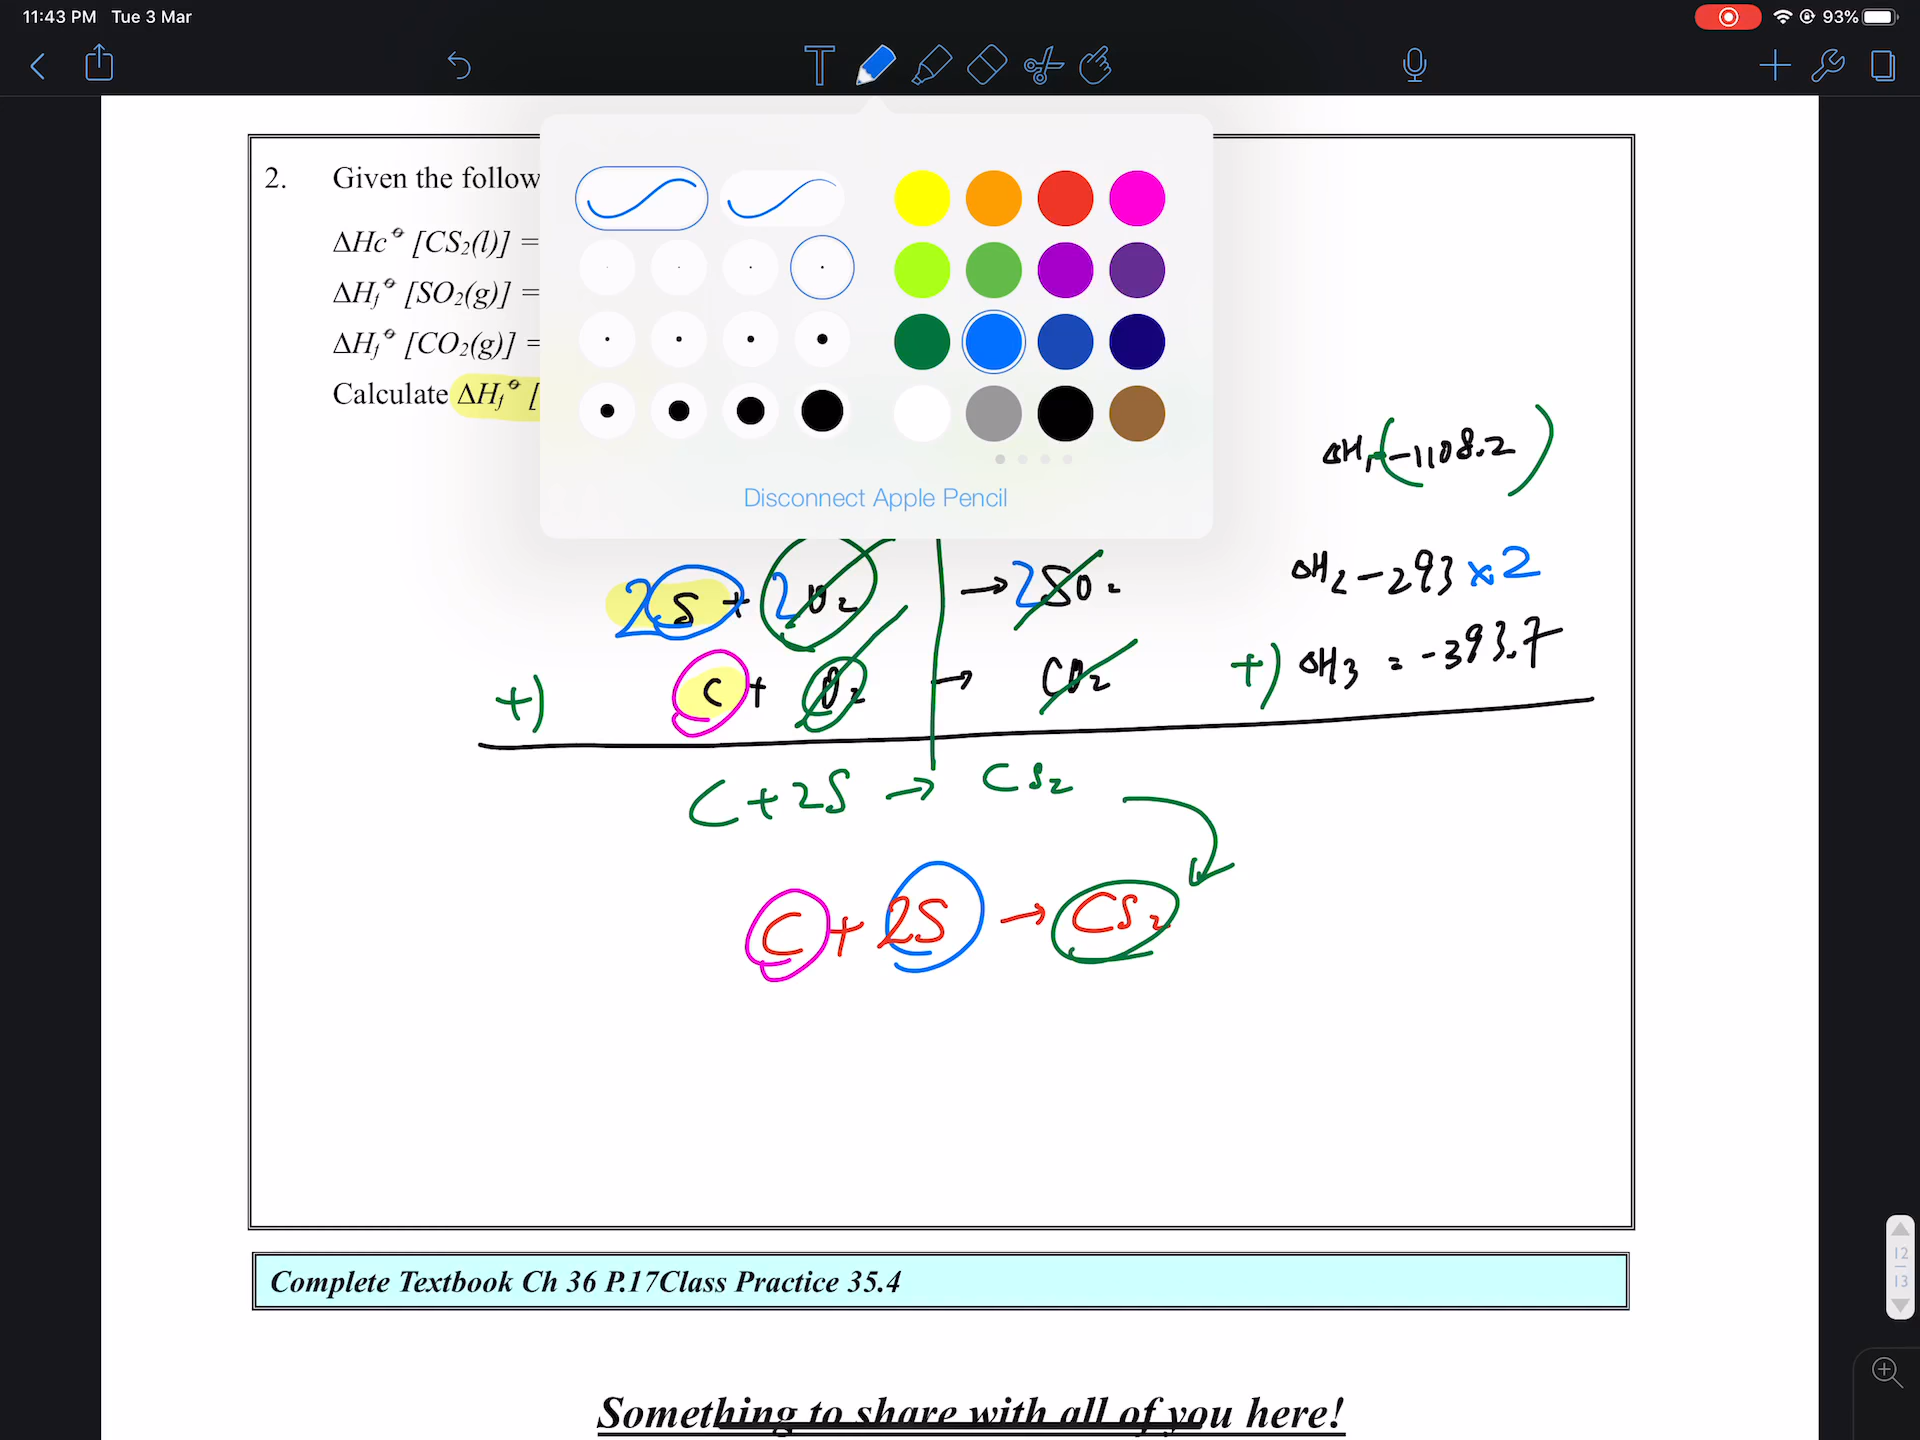 11:43 PM Tue 3 Mar
93%
2. Given the follow
ΔHc⦵ [CS₂(l)] =
ΔHf⦵ [SO₂(g)] =
ΔHf⦵ [CO₂(g)] =
Calculate ΔHf⦵ [
Disconnect Apple Pencil
ΔH₁ (-1108.2)
2S + 2O₂ → 2SO₂ ΔH₂ -293 × 2
+) C + O₂ → CO₂ +) ΔH3 = -393.7
C + 2S → CS₂
C + 2S → CS₂
12
13
Complete Textbook Ch 36 P.17Class Practice 35.4
Something to share with all of you here!